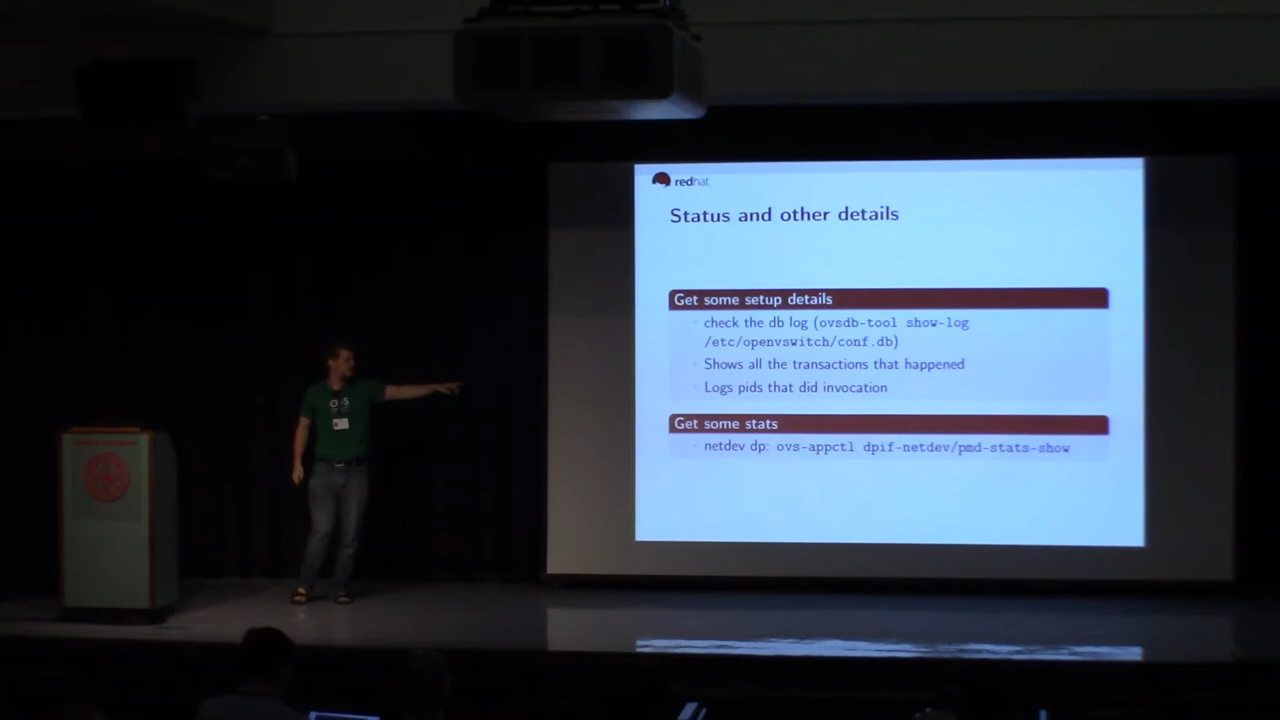 redhat
Status and other details
Get some setup details
check the db log (ovsdb-tool show-log
/etc/openvswitch/conf.db)
Shows all the transactions that happened
Logs pids that did invocation
Get some stats
netdev dp: ovs-appctl dpif-netdev/pmd-stats-show